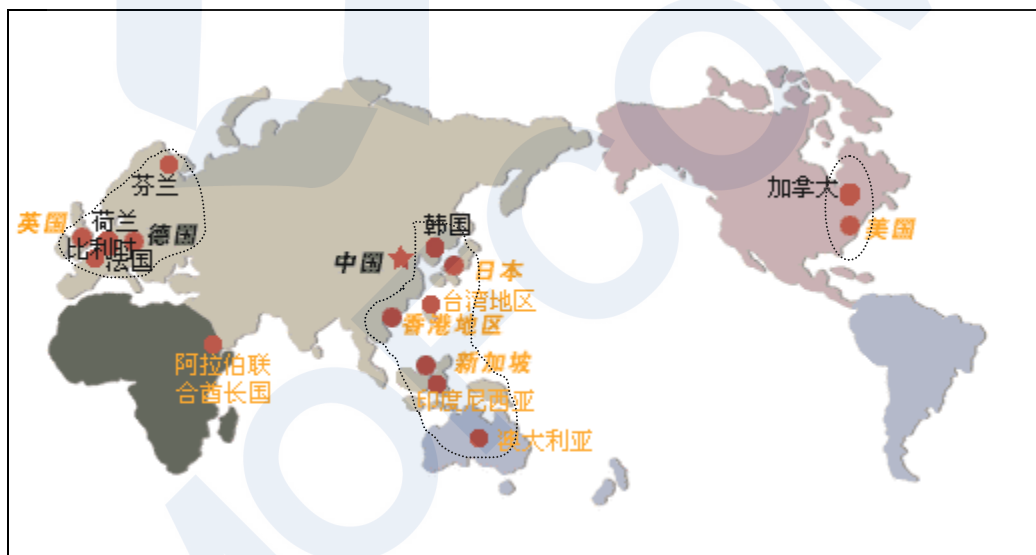 芬兰
英国
荷兰
德国
比利时
法国
中国
韩国
日本
台湾地区
香港地区
新加坡
印度尼西亚
澳大利亚
阿拉伯联
合酋长国
加拿大
美国